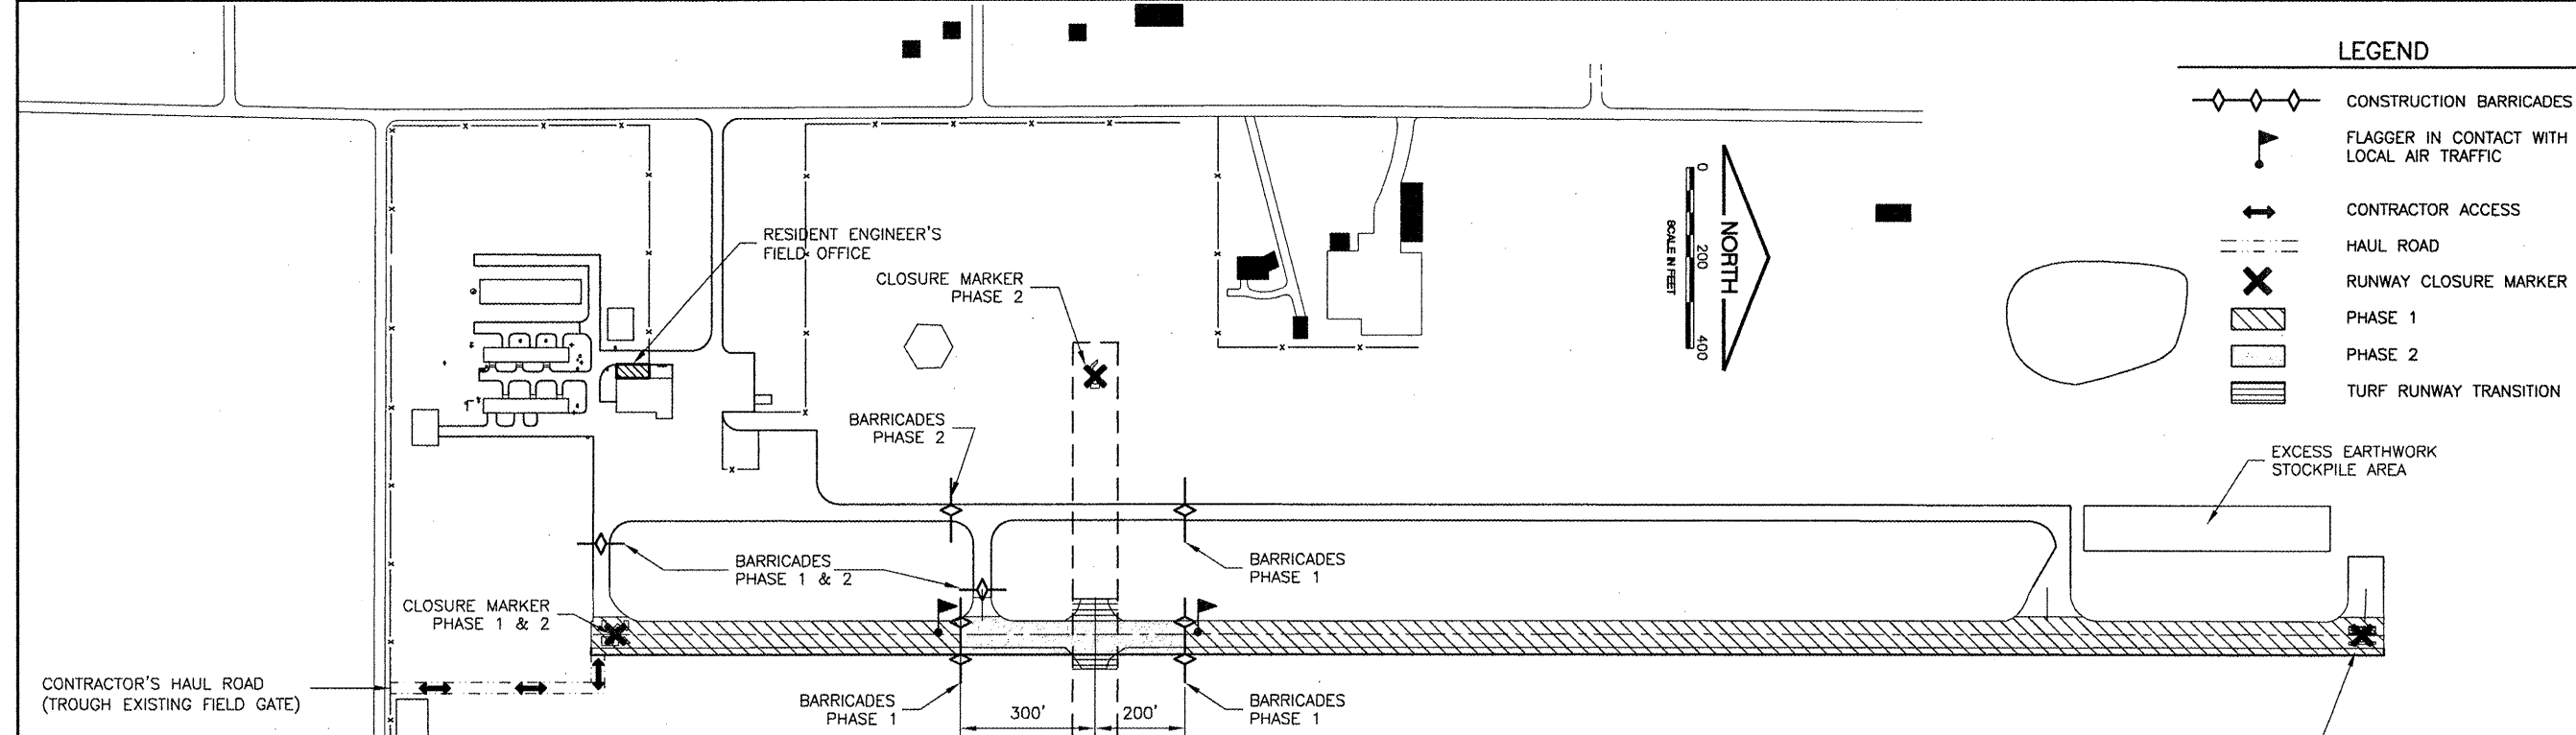 LEGEND
CONSTRUCTION BARRICADES
FLAGGER IN CONTACT WITH
LOCAL AIR TRAFFIC
CONTRACTOR ACCESS
HAUL ROAD
RUNWAY CLOSURE MARKER
PHASE 1
PHASE 2
TURF RUNWAY TRANSITION
NORTH
0
200
400
SCALE IN FEET
RESIDENT ENGINEER'S
FIELD OFFICE
CLOSURE MARKER
PHASE 2
BARRICADES
PHASE 2
EXCESS EARTHWORK
STOCKPILE AREA
BARRICADES
PHASE 1 & 2
BARRICADES
PHASE 1
CLOSURE MARKER
PHASE 1 & 2
CONTRACTOR'S HAUL ROAD
(TROUGH EXISTING FIELD GATE)
BARRICADES
PHASE 1
300'
200'
BARRICADES
PHASE 1